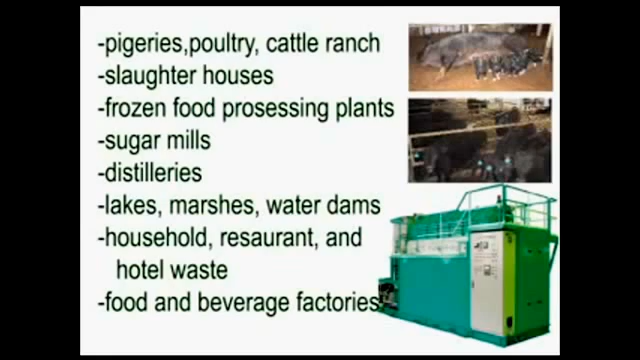 -pigeries,poultry, cattle ranch
-slaughter houses
-frozen food prosessing plants
-sugar mills
-distilleries
-lakes, marshes, water dams
-household, resaurant, and
hotel waste
-food and beverage factories